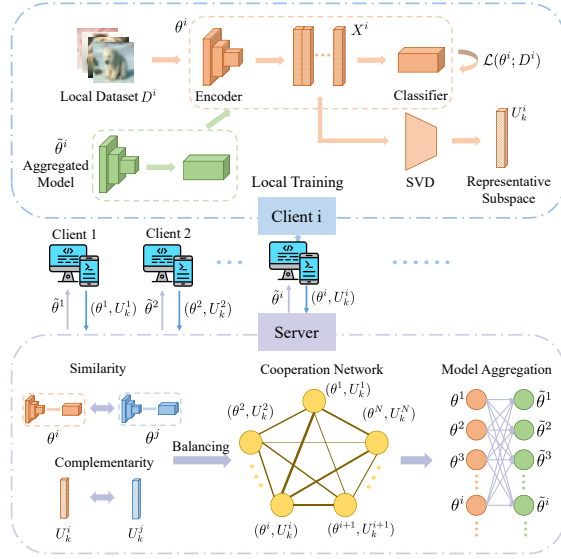 θ^i
X^i
L(θ^i; D^i)
Local Dataset D^i
Encoder
Classifier
U_k^i
θ̃^i
Aggregated
Model
Local Training
SVD
Representative
Subspace
Client i
Client 1
Client 2
θ̃^1
(θ^1, U_k^1)
θ̃^2
(θ^2, U_k^2)
θ̃^i
(θ^i, U_k^i)
Server
Similarity
θ^i
θ^j
Complementarity
U_k^i
U_k^j
Balancing
Cooperation Network
(θ^1, U_k^1)
(θ^2, U_k^2)
(θ^N, U_k^N)
(θ^i, U_k^i)
(θ^{i+1}, U_k^{i+1})
Model Aggregation
θ^1
θ̃^1
θ^2
θ̃^2
θ^3
θ̃^3
θ^i
θ̃^i